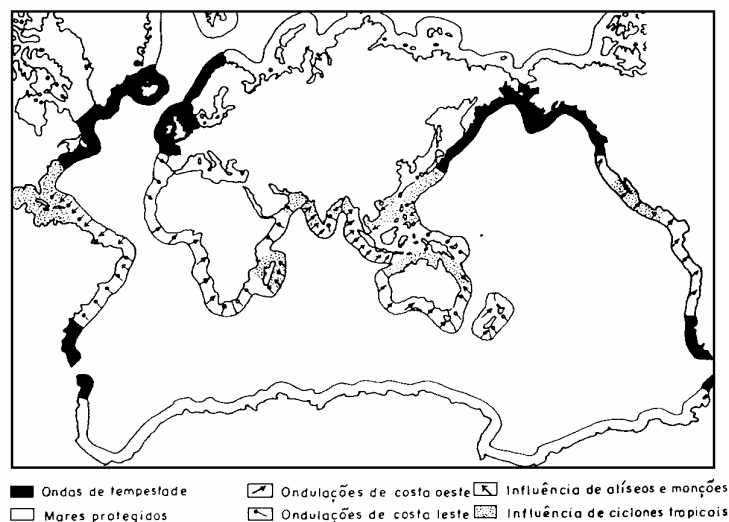 Ondas de tempestade
Ondulações de costa oeste
Influência de alíseos e monções
Mares protegidos
Ondulações de costa leste
Influência de ciclones tropicais